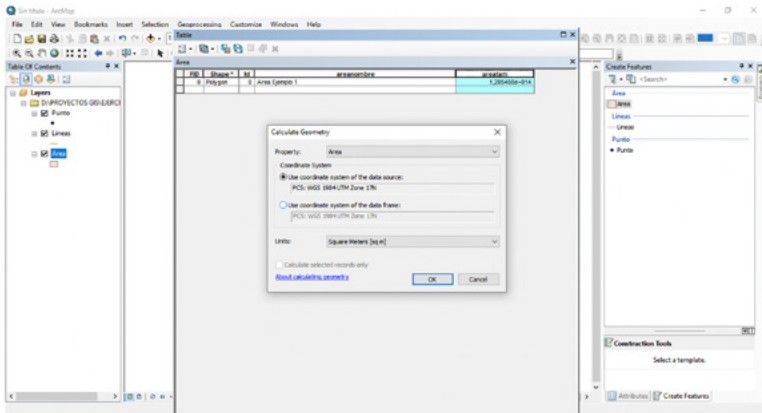 Sin título - ArcMap
File Edit View Bookmarks Insert Selection Geoprocessing Customize Windows Help
Table
Table Of Contents
Layers
D:\PROYECTOS GIS\EJERCI
Punto
Lineas
Area
Area
FID Shape * Id areanombre areatam
0 Polygon 0 Area Ejemplo 1
Calculate Geometry
Property: Area
Coordinate System
Use coordinate system of the data source:
PCS: WGS 1984 UTM Zone 17N
Use coordinate system of the data frame:
PCS: WGS 1984 UTM Zone 17N
Units: Square Meters [sq m]
Calculate selected records only
About calculating geometry
OK Cancel
Create Features
<Search>
Area
Area
Lineas
Lineas
Punto
Punto
Construction Tools
Select a template.
Attributes Create Features